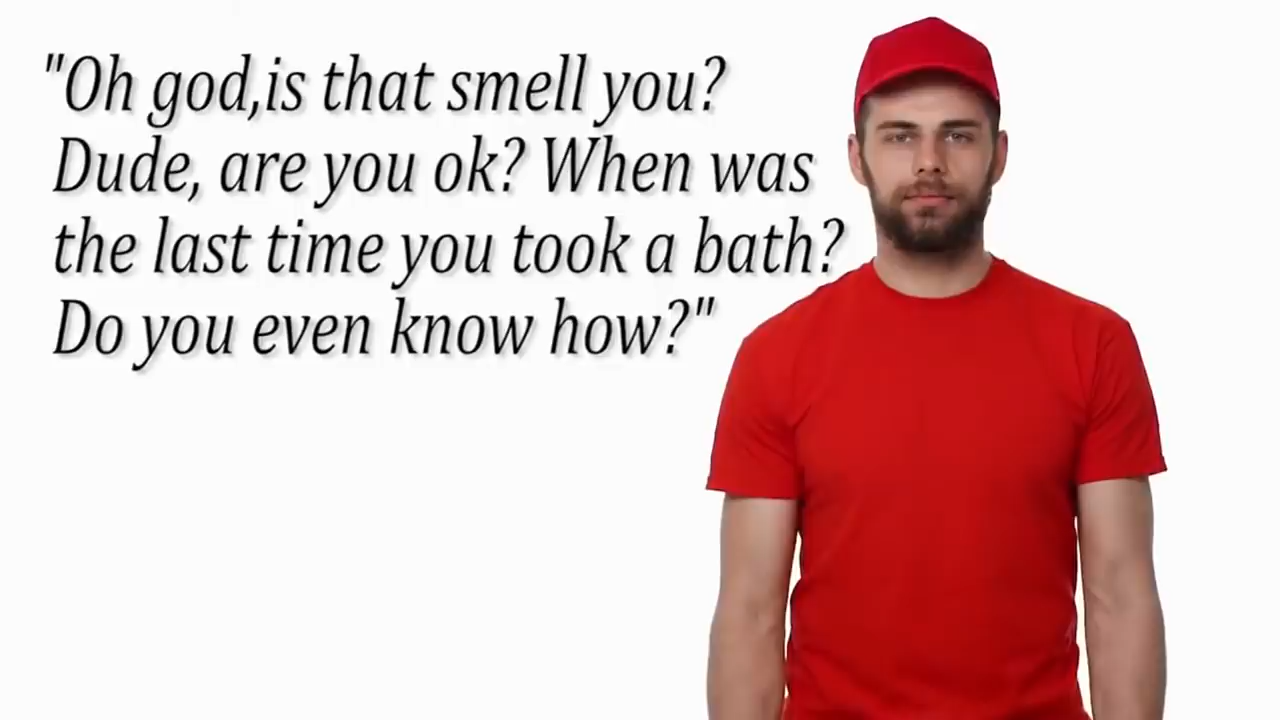 "Oh god,is that smell you?
Dude, are you ok? When was
the last time you took a bath?
Do you even know how?"